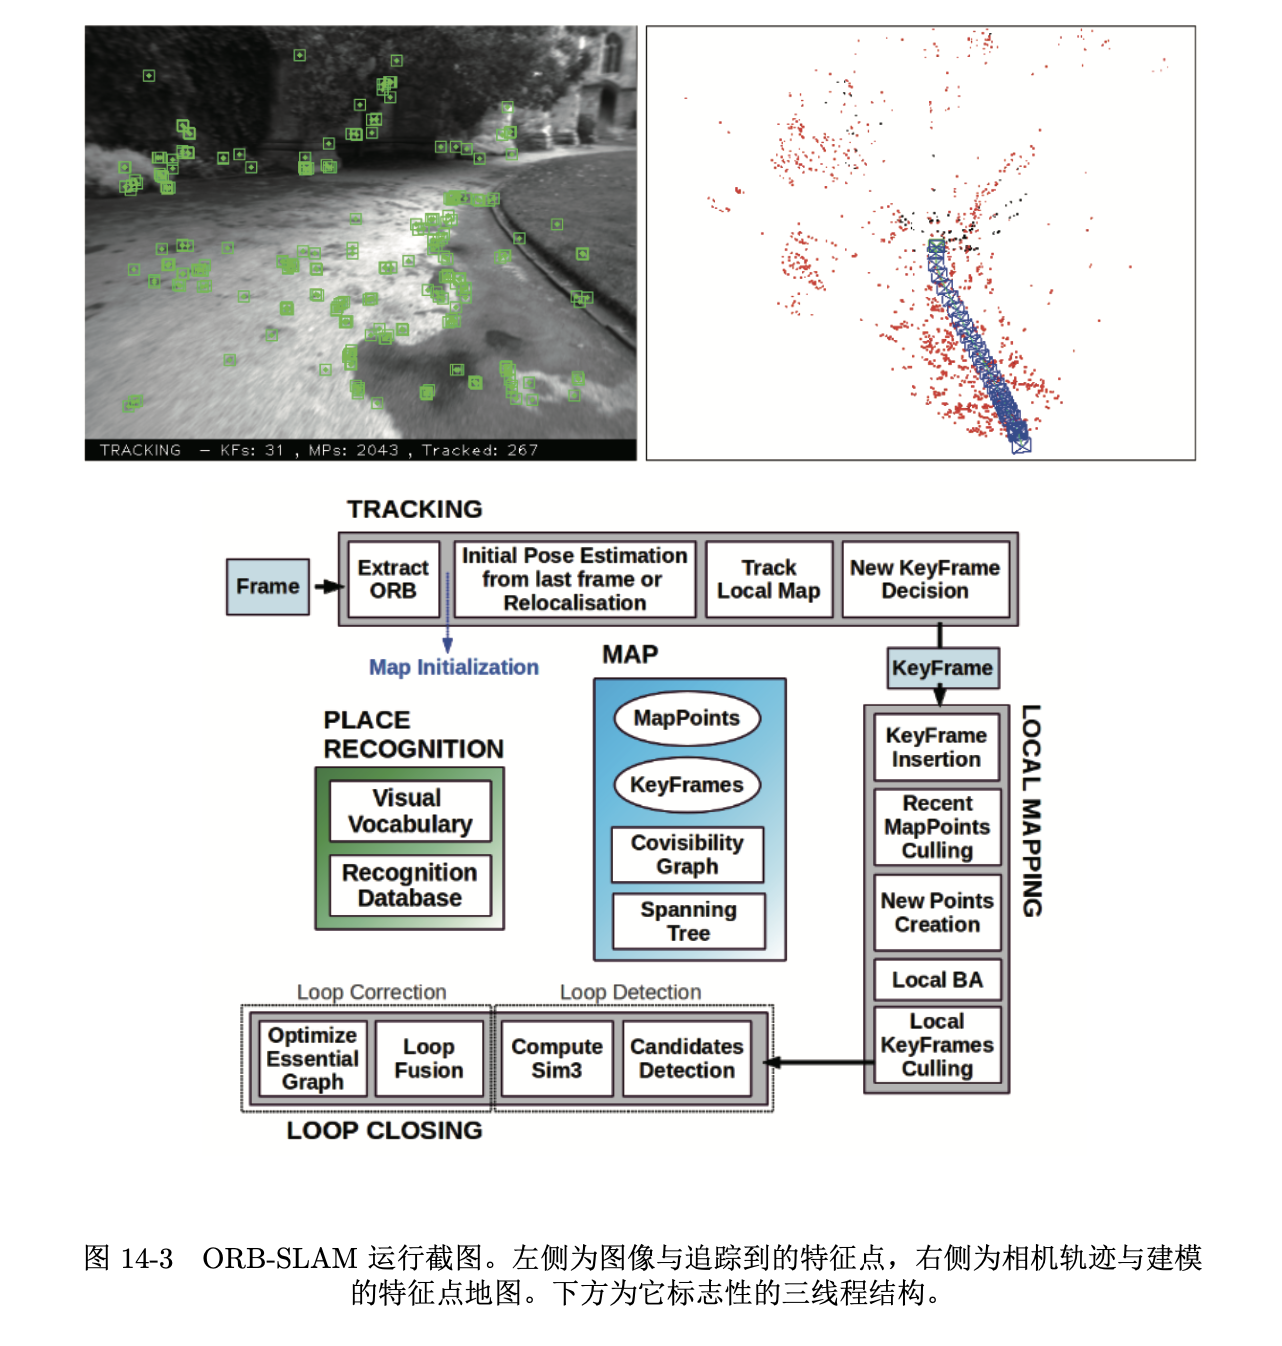 TRACKING — KFs: 31 , MPs: 2043 , Tracked: 267
TRACKING
Frame
Extract
ORB
Initial Pose Estimation
from last frame or
Relocalisation
Track
Local Map
New KeyFrame
Decision
Map Initialization
KeyFrame
MAP
MapPoints
KeyFrames
Covisibility
Graph
Spanning
Tree
PLACE
RECOGNITION
Visual
Vocabulary
Recognition
Database
LOCAL MAPPING
KeyFrame
Insertion
Recent
MapPoints
Culling
New Points
Creation
Local BA
Local
KeyFrames
Culling
Loop Correction
Loop Detection
Optimize
Essential
Graph
Loop
Fusion
Compute
Sim3
Candidates
Detection
LOOP CLOSING
图 14-3 ORB-SLAM 运行截图。左侧为图像与追踪到的特征点，右侧为相机轨迹与建模
的特征点地图。下方为它标志性的三线程结构。